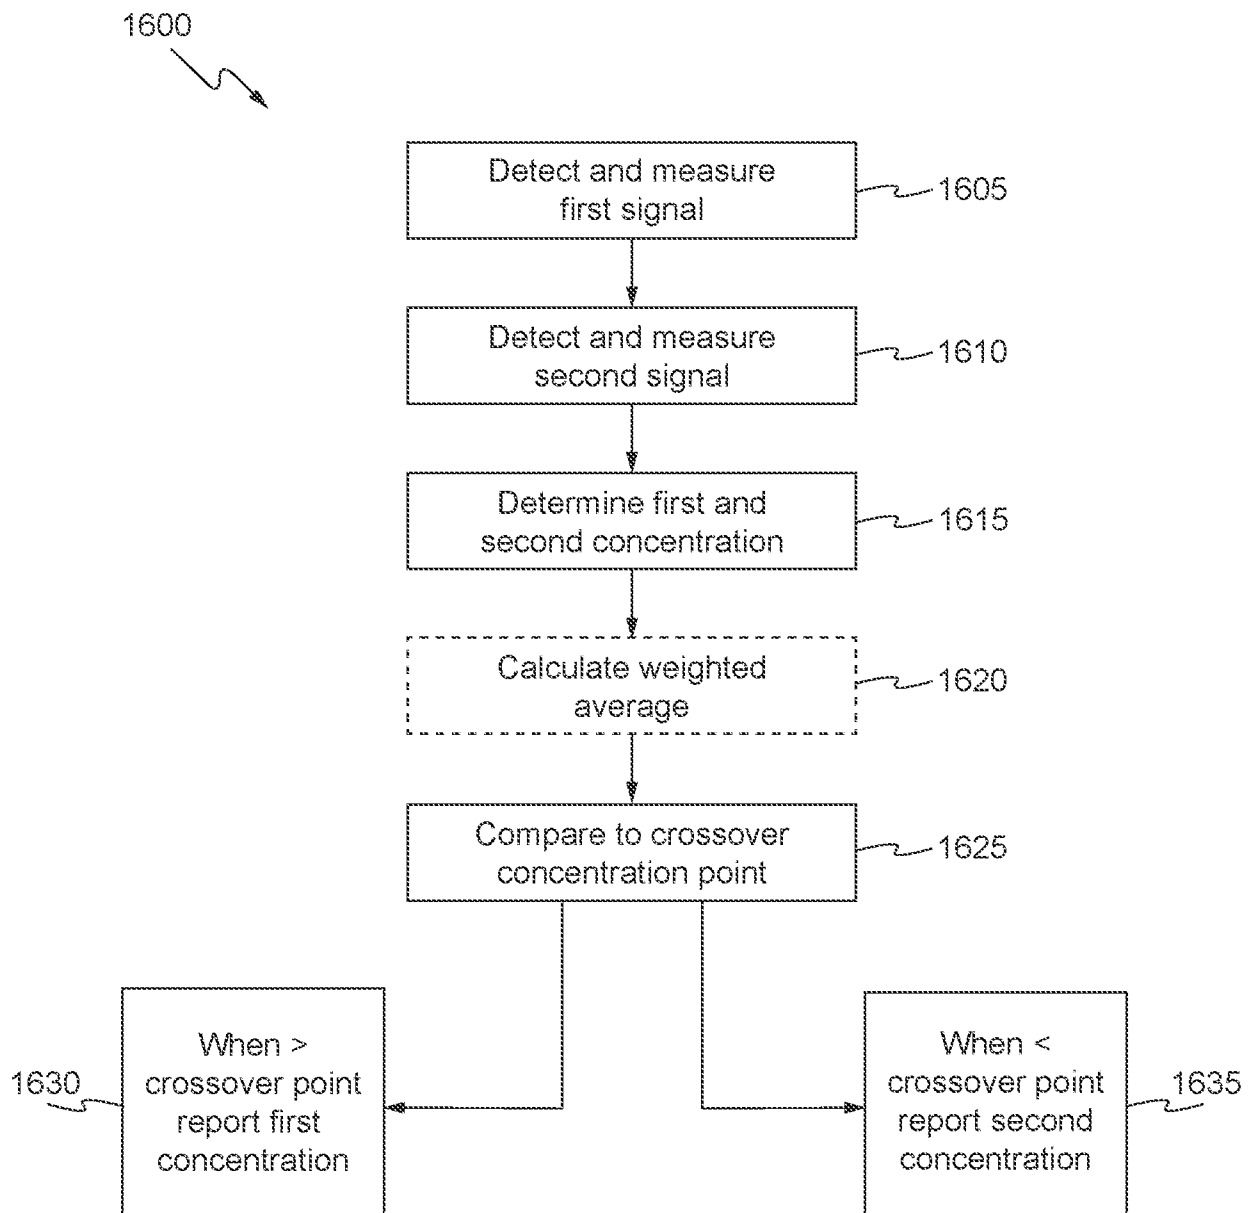 1600
Detect and measure
first signal
1605
Detect and measure
second signal
1610
Determine first and
second concentration
1615
Calculate weighted
average
1620
Compare to crossover
concentration point
1625
When >
crossover point
report first
concentration
1630
When <
crossover point
report second
concentration
1635